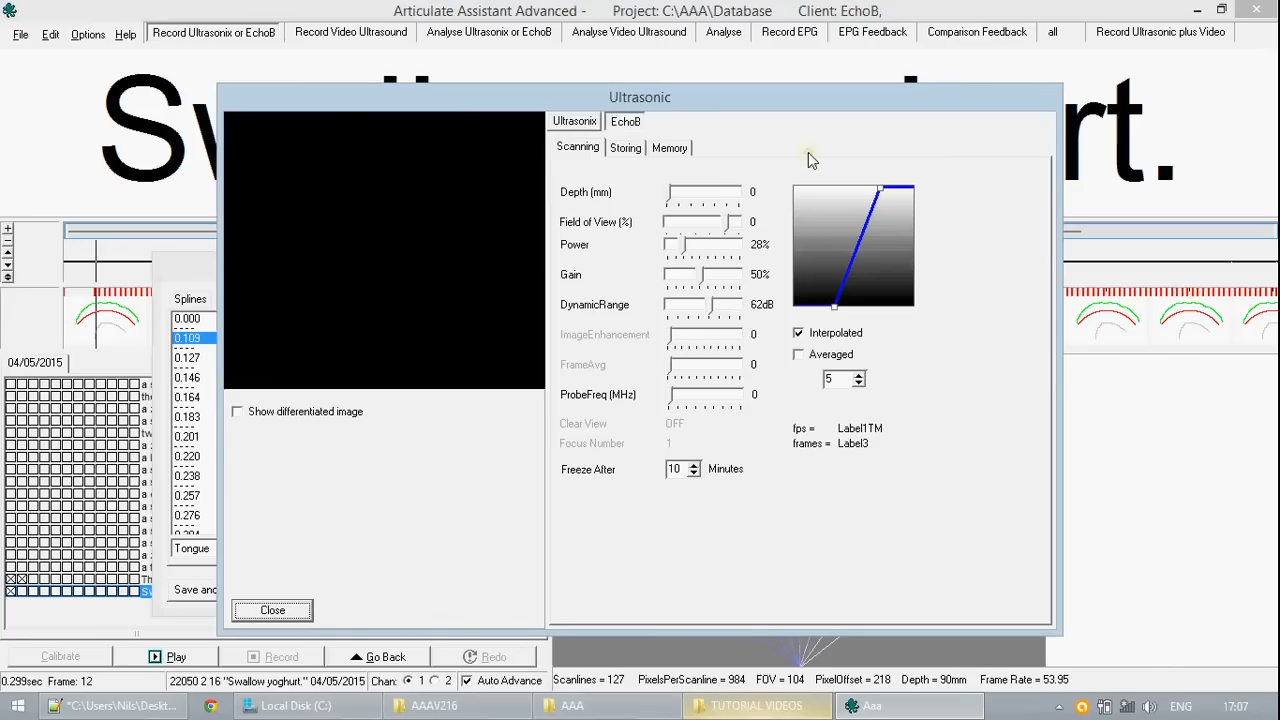 Articulate Assistant Advanced - Project: C:\AAA\Database Client: EchoB,
File Edit Options Help Record Ultrasonix or EchoB Record Video Ultrasound Analyse Ultrasonix or EchoB Analyse Video Ultrasound Analyse Record EPG EPG Feedback Comparison Feedback all Record Ultrasonic plus Video
Ultrasonic
Ultrasonix EchoB
Scanning Storing Memory
Depth (mm) 0
Field of View (%) 0
Power 28%
Gain 50%
DynamicRange 62dB
ImageEnhancement 0
FrameAvg 0
ProbeFreq (MHz) 0
Clear View OFF
Focus Number 1
Freeze After 10 Minutes
Interpolated
Averaged
5
fps = Label1TM
frames = Label3
Show differentiated image
Close
Splines
0.000
0.109
0.127
0.146
0.164
0.183
0.201
0.220
0.238
0.257
0.276
Tongue
Save and
04/05/2015
Calibrate Play Record Go Back Redo
0.299sec Frame: 12 22050 2 16 "Swallow yoghurt." 04/05/2015 Chan: 1 2 Auto Advance Scanlines = 127 PixelsPerScanline = 984 FOV = 104 PixelOffset = 218 Depth = 90mm Frame Rate = 53.95
*C:\Users\Nils\Deskt... Local Disk (C:) AAAV216 AAA TUTORIAL VIDEOS Aaa ENG 17:07